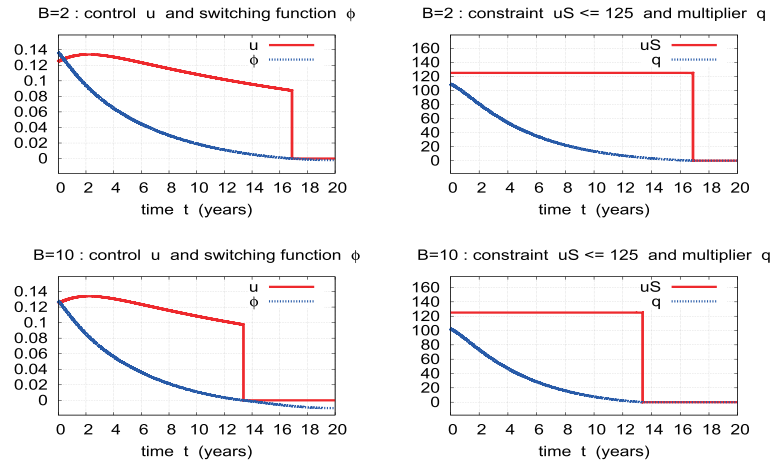 B=2 : control u and switching function ϕ
u
ϕ
0.14
0.12
0.1
0.08
0.06
0.04
0.02
0
0 2 4 6 8 10 12 14 16 18 20
time t (years)
B=2 : constraint uS <= 125 and multiplier q
uS
q
160
140
120
100
80
60
40
20
0
0 2 4 6 8 10 12 14 16 18 20
time t (years)
B=10 : control u and switching function ϕ
u
ϕ
0.14
0.12
0.1
0.08
0.06
0.04
0.02
0
0 2 4 6 8 10 12 14 16 18 20
time t (years)
B=10 : constraint uS <= 125 and multiplier q
uS
q
160
140
120
100
80
60
40
20
0
0 2 4 6 8 10 12 14 16 18 20
time t (years)